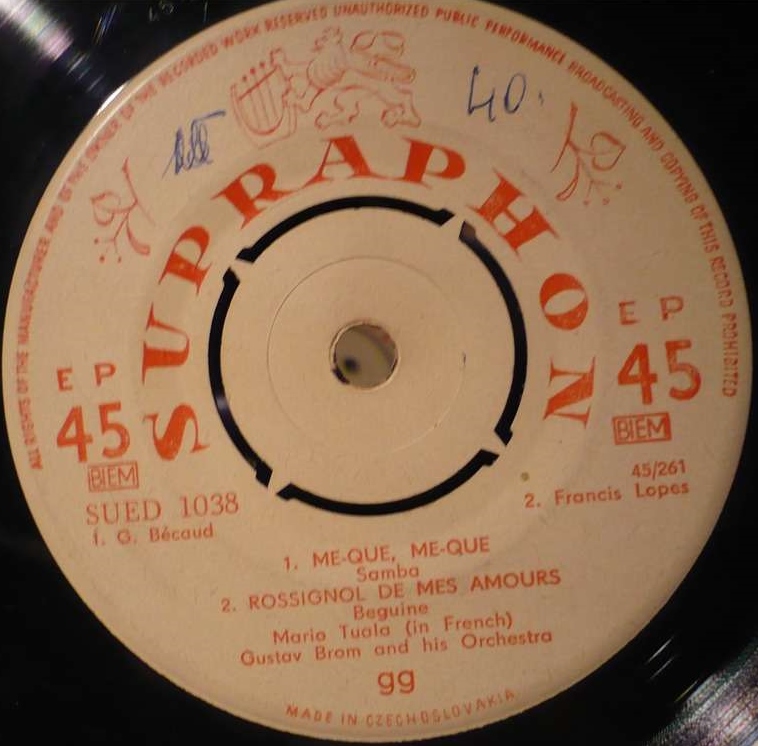 ALL RIGHTS OF THE MANUFACTURER AND OF THE OWNER OF THE RECORDED WORK RESERVED UNAUTHORIZED PUBLIC PERFORMANCE BROADCASTING AND COPYING OF THIS RECORD PROHIBITED
40.
SUPRAPHON
E P
45
BIEM
E P
45
BIEM
SUED 1038
45/261
1. G. Bécaud
2. Francis Lopes
1. ME-QUE, ME-QUE
Samba
2. ROSSIGNOL DE MES AMOURS
Beguine
Mario Tuala (in French)
Gustav Brom and his Orchestra
gg
MADE IN CZECHOSLOVAKIA